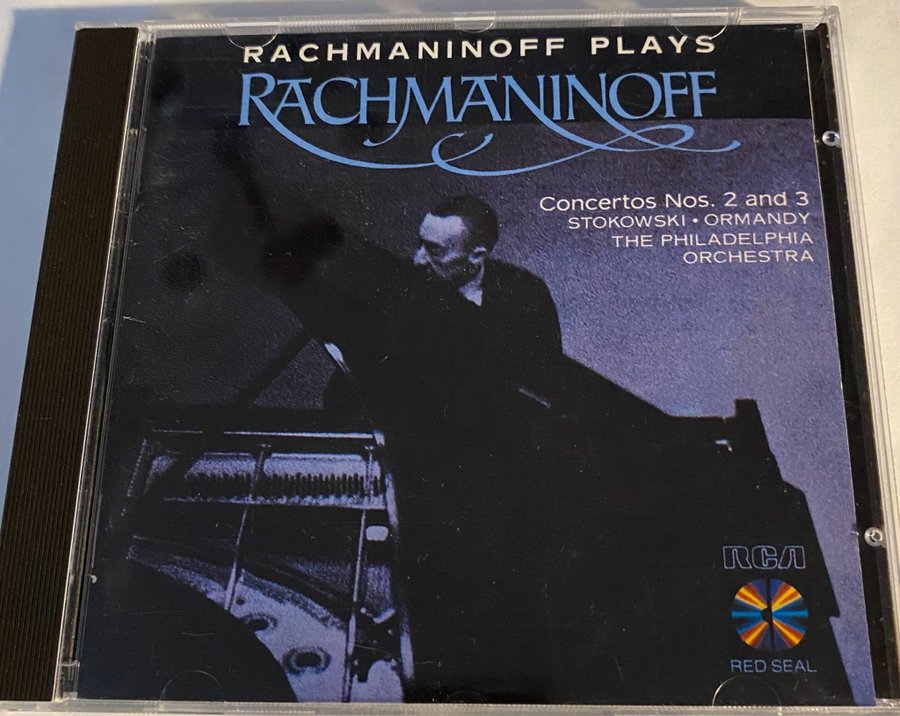 RACHMANINOFF PLAYS
RACHMANINOFF
Concertos Nos. 2 and 3
STOKOWSKI · ORMANDY
THE PHILADELPHIA
ORCHESTRA
RCA
RED SEAL